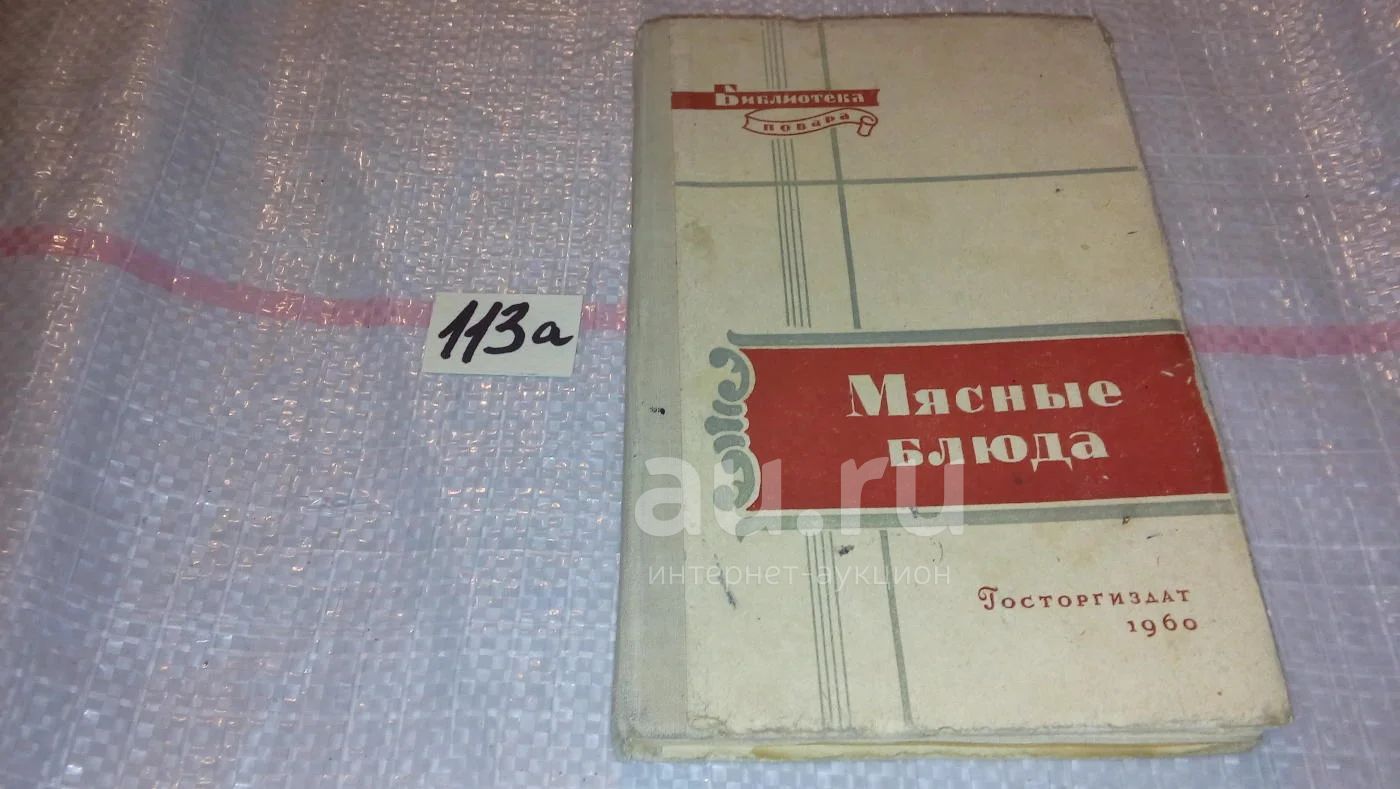 Библиотека
повара
113а
Мясные
блюда
au.ru
интернет-аукцион
Госторгиздат
1960